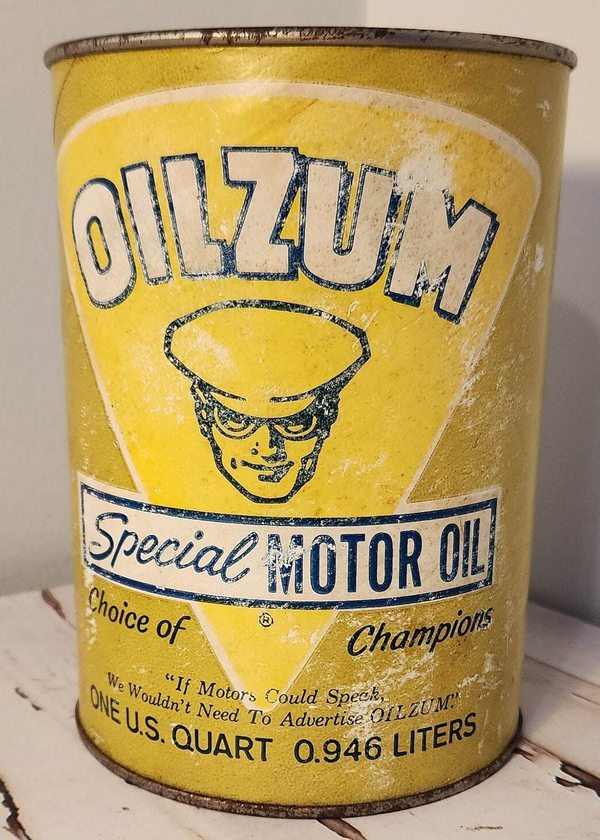 OILZUM
Special MOTOR OIL
®
Choice of Champions
"If Motors Could Speak,
We Wouldn't Need To Advertise OILZUM."
ONE U.S. QUART 0.946 LITERS